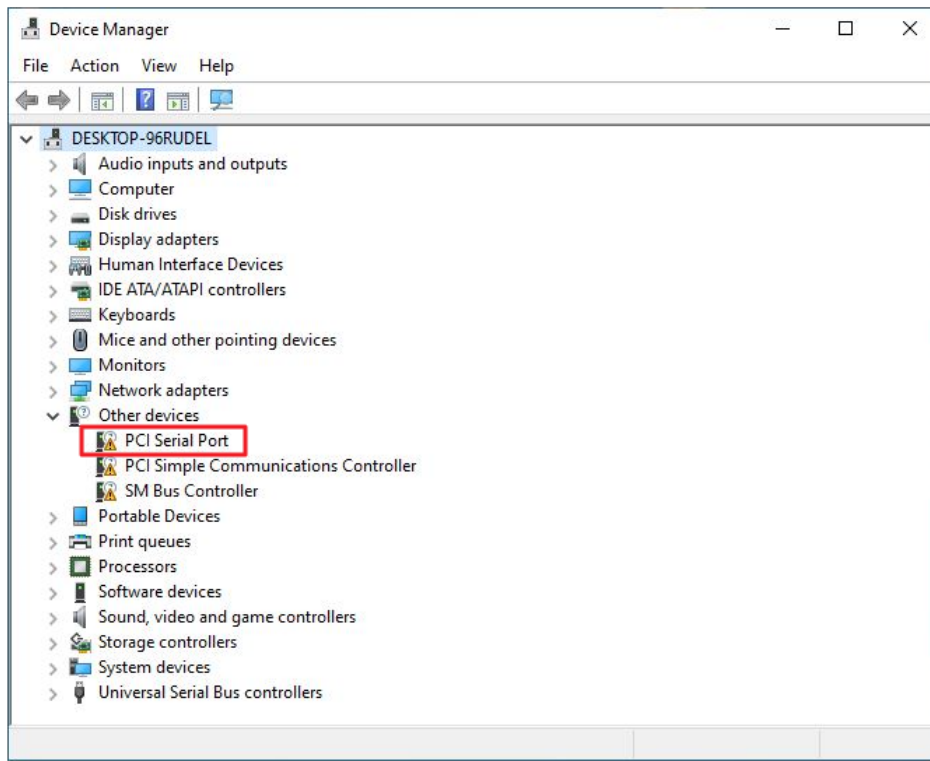 Device Manager
File Action View Help
DESKTOP-96RUDEL
Audio inputs and outputs
Computer
Disk drives
Display adapters
Human Interface Devices
IDE ATA/ATAPI controllers
Keyboards
Mice and other pointing devices
Monitors
Network adapters
Other devices
PCI Serial Port
PCI Simple Communications Controller
SM Bus Controller
Portable Devices
Print queues
Processors
Software devices
Sound, video and game controllers
Storage controllers
System devices
Universal Serial Bus controllers